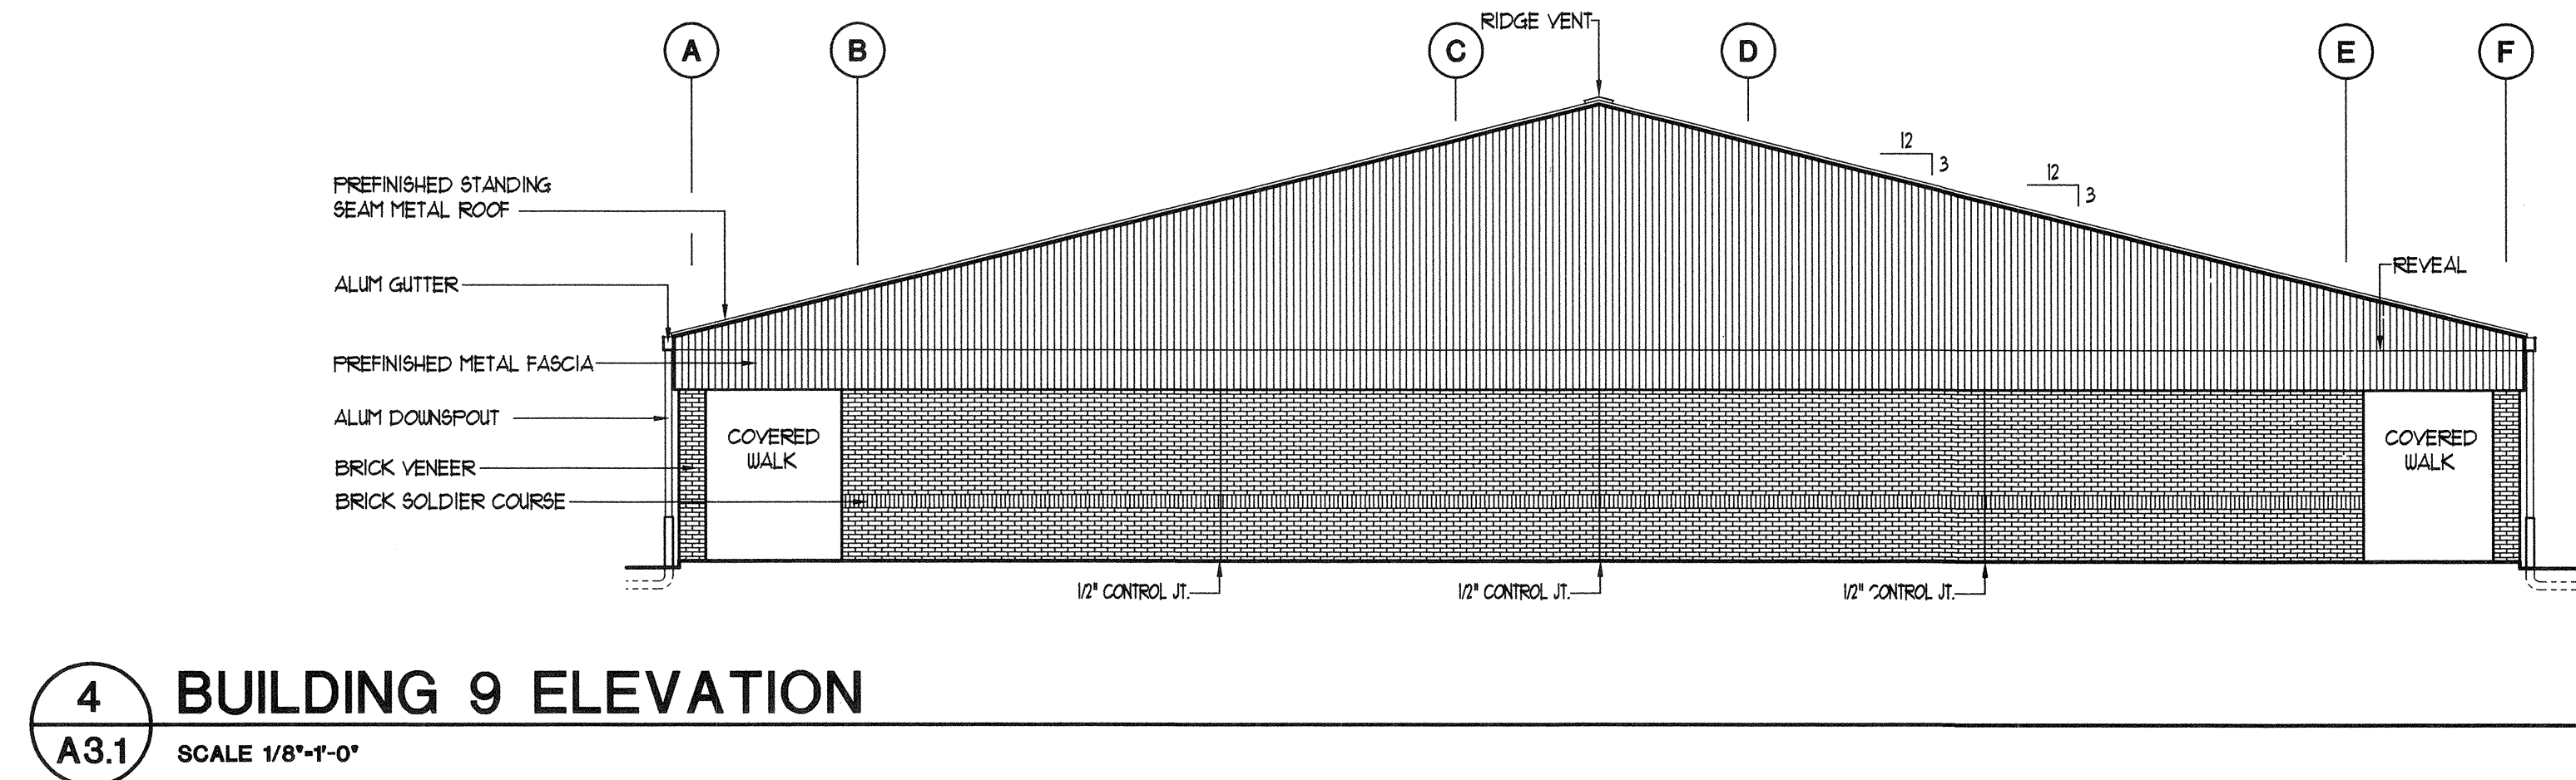 RIDGE VENT
A
B
C
D
E
F
12
3
12
3
PREFINISHED STANDING
SEAM METAL ROOF
REVEAL
ALUM GUTTER
PREFINISHED METAL FASCIA
ALUM DOWNSPOUT
COVERED
WALK
COVERED
WALK
BRICK VENEER
BRICK SOLDIER COURSE
1/2" CONTROL JT.
1/2" CONTROL JT.
1/2" CONTROL JT.
4
BUILDING 9 ELEVATION
A3.1
SCALE 1/8"=1'-0"